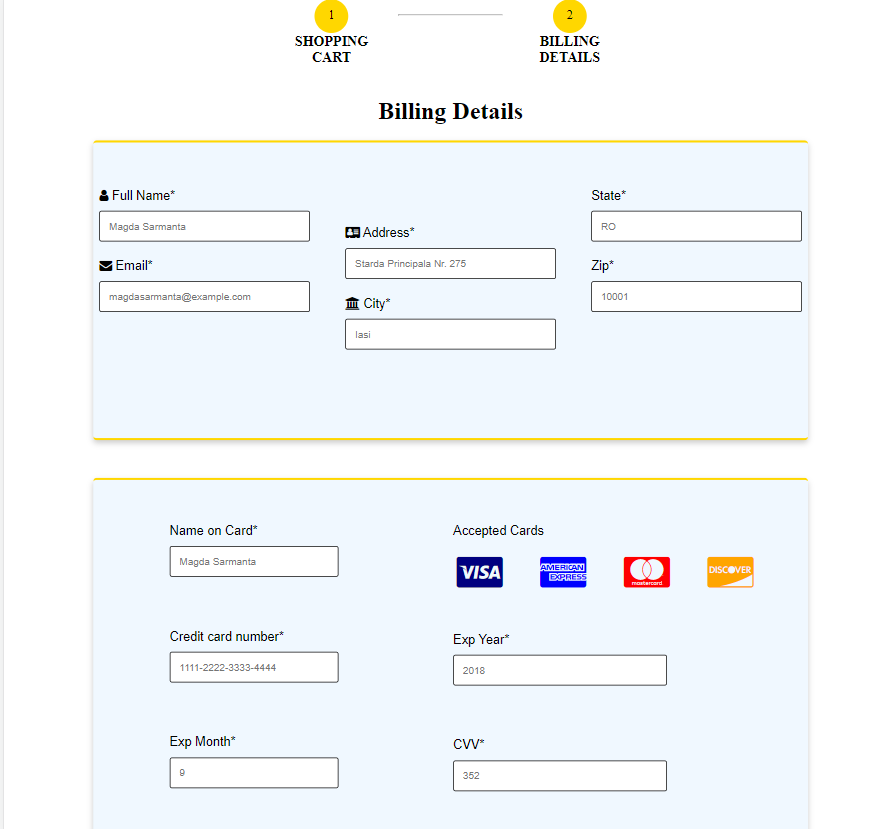 1
2
SHOPPING
CART
BILLING
DETAILS
Billing Details
Full Name*
Magda Sarmanta
Email*
magdasarmanta@example.com
Address*
Starda Principala Nr. 275
City*
Iasi
State*
RO
Zip*
10001
Name on Card*
Magda Sarmanta
Accepted Cards
VISA
AMERICAN
EXPRESS
mastercard
DISCOVER
Credit card number*
1111-2222-3333-4444
Exp Year*
2018
Exp Month*
9
CVV*
352